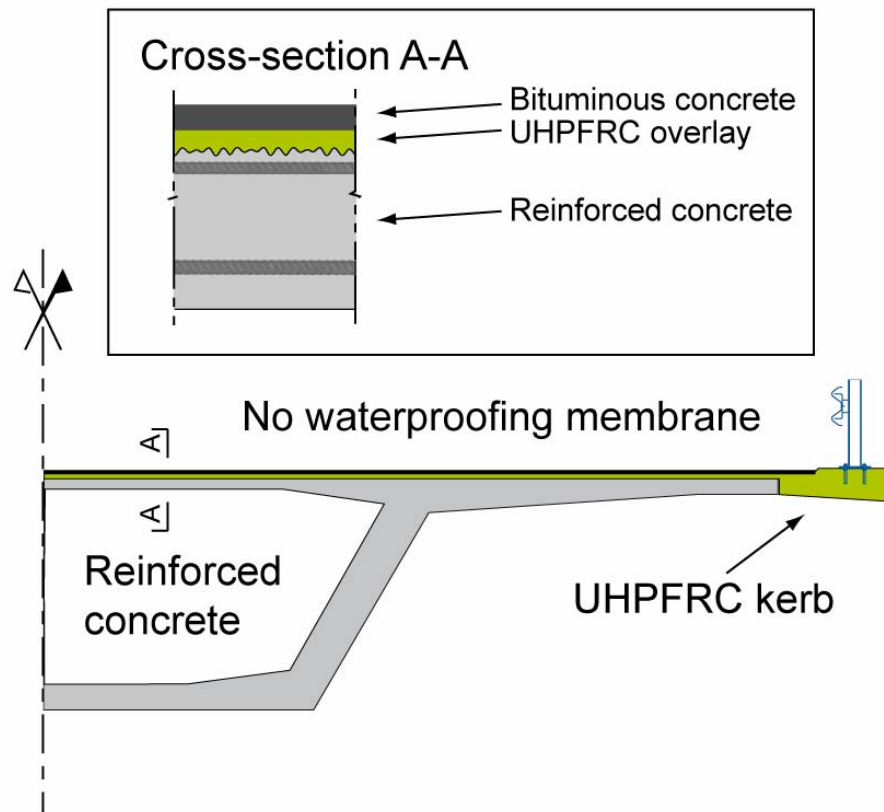 Cross-section A-A
Bituminous concrete
UHPFRC overlay
Reinforced concrete
No waterproofing membrane
A
A
Reinforced
concrete
UHPFRC kerb